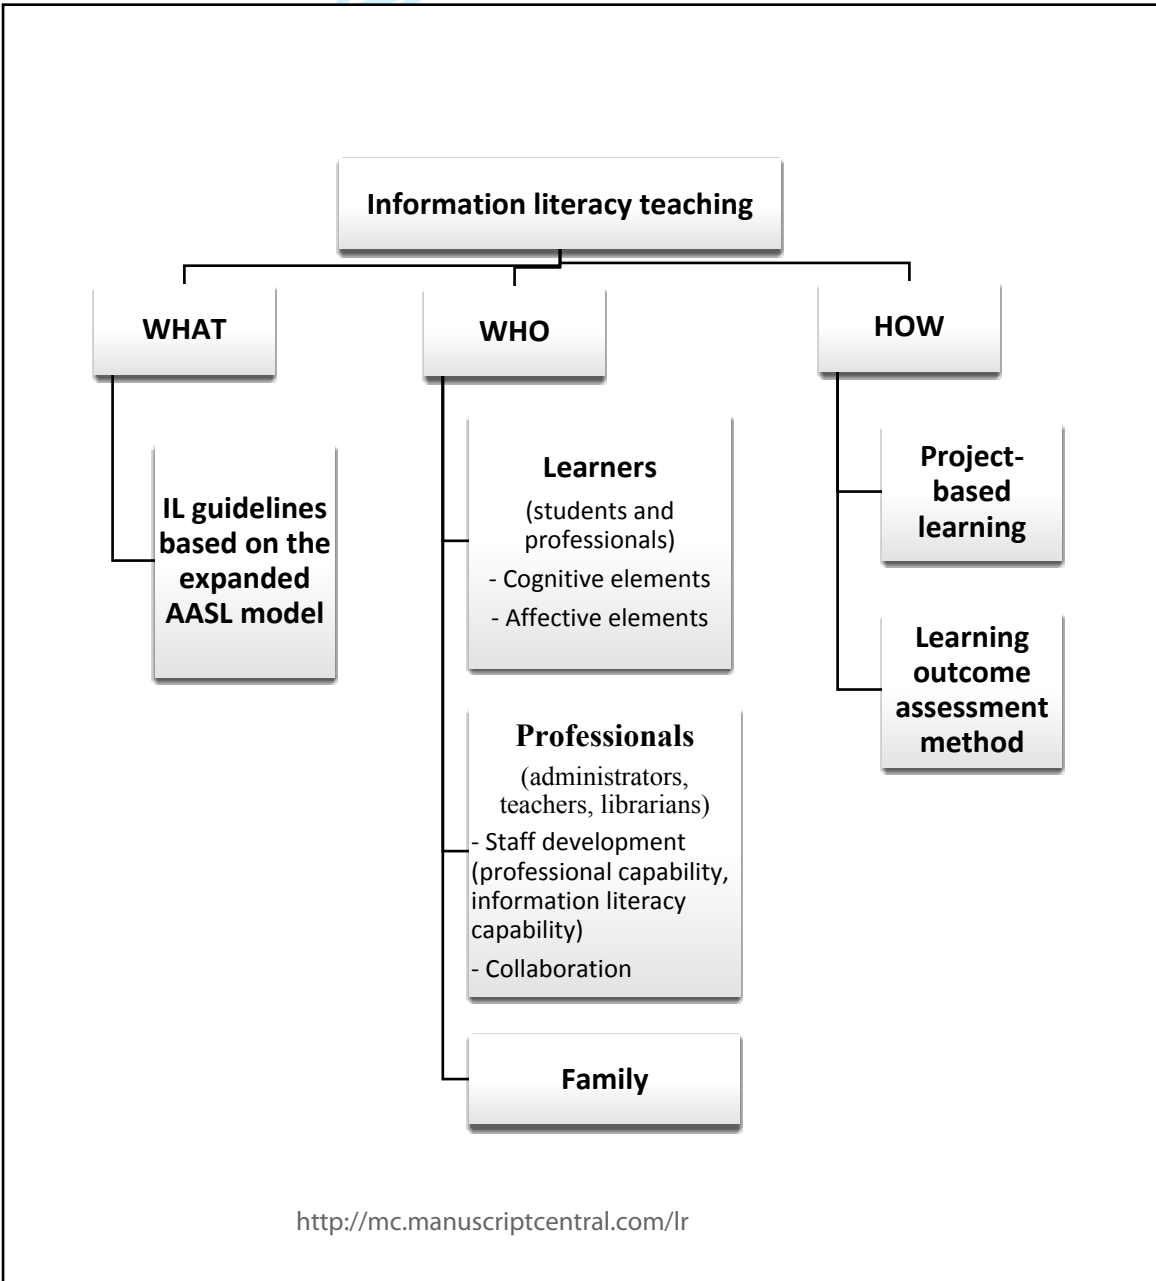 Information literacy teaching
WHAT
WHO
HOW
IL guidelines
based on the
expanded
AASL model
Learners
(students and
professionals)
- Cognitive elements
- Affective elements
Professionals
(administrators,
teachers, librarians)
- Staff development
(professional capability,
information literacy
capability)
- Collaboration
Family
Project-
based
learning
Learning
outcome
assessment
method
http://mc.manuscriptcentral.com/lr